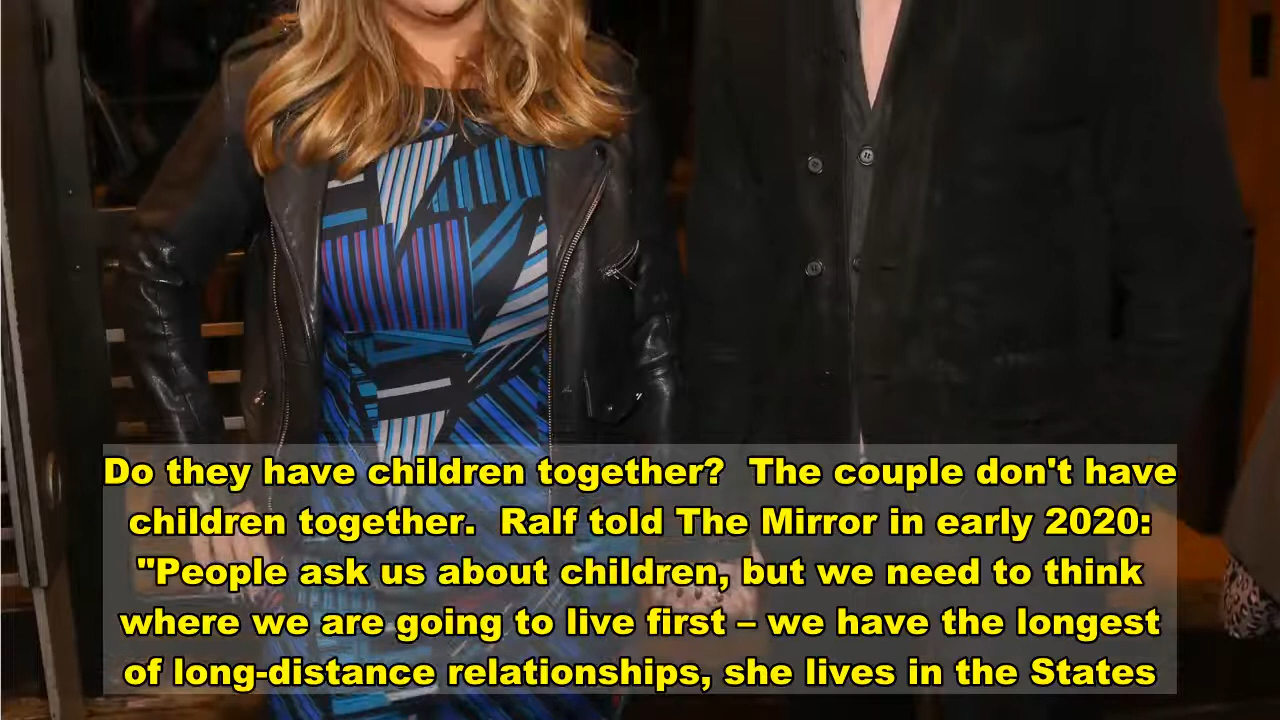 Do they have children together?  The couple don't have
children together.  Ralf told The Mirror in early 2020:
"People ask us about children, but we need to think
where we are going to live first – we have the longest
of long-distance relationships, she lives in the States